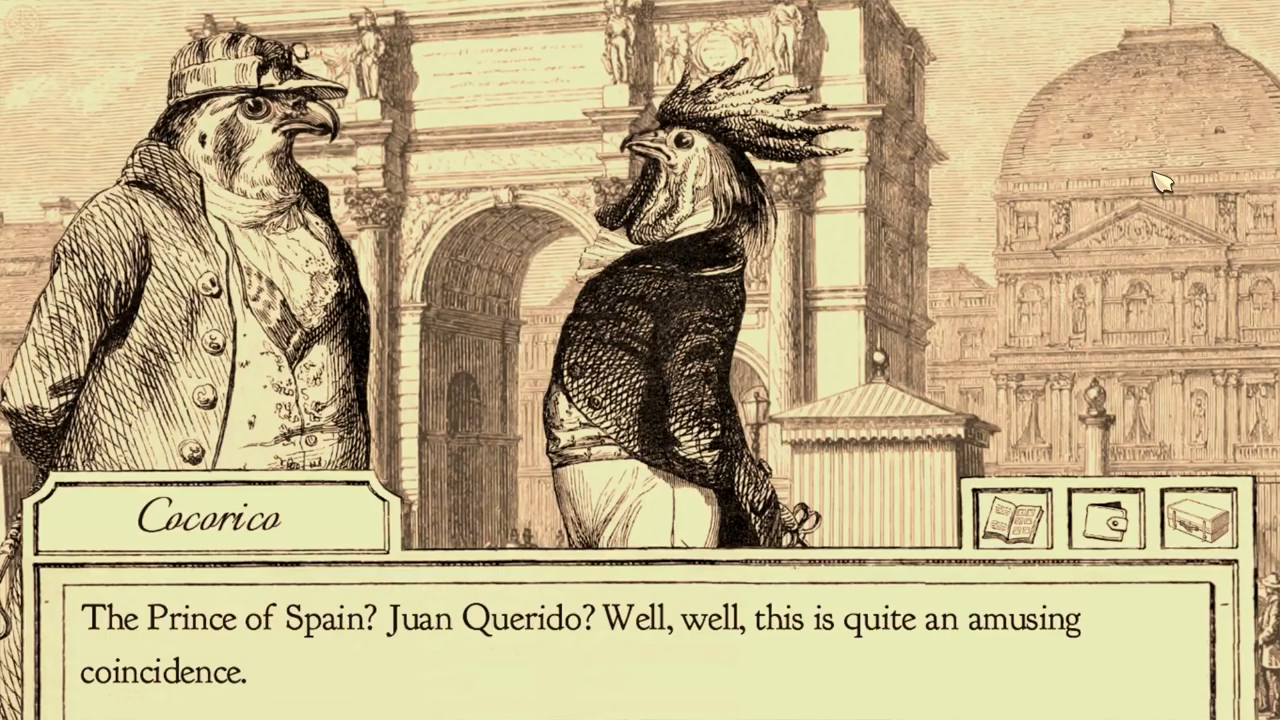 Cocorico
The Prince of Spain? Juan Querido? Well, well, this is quite an amusing
coincidence.